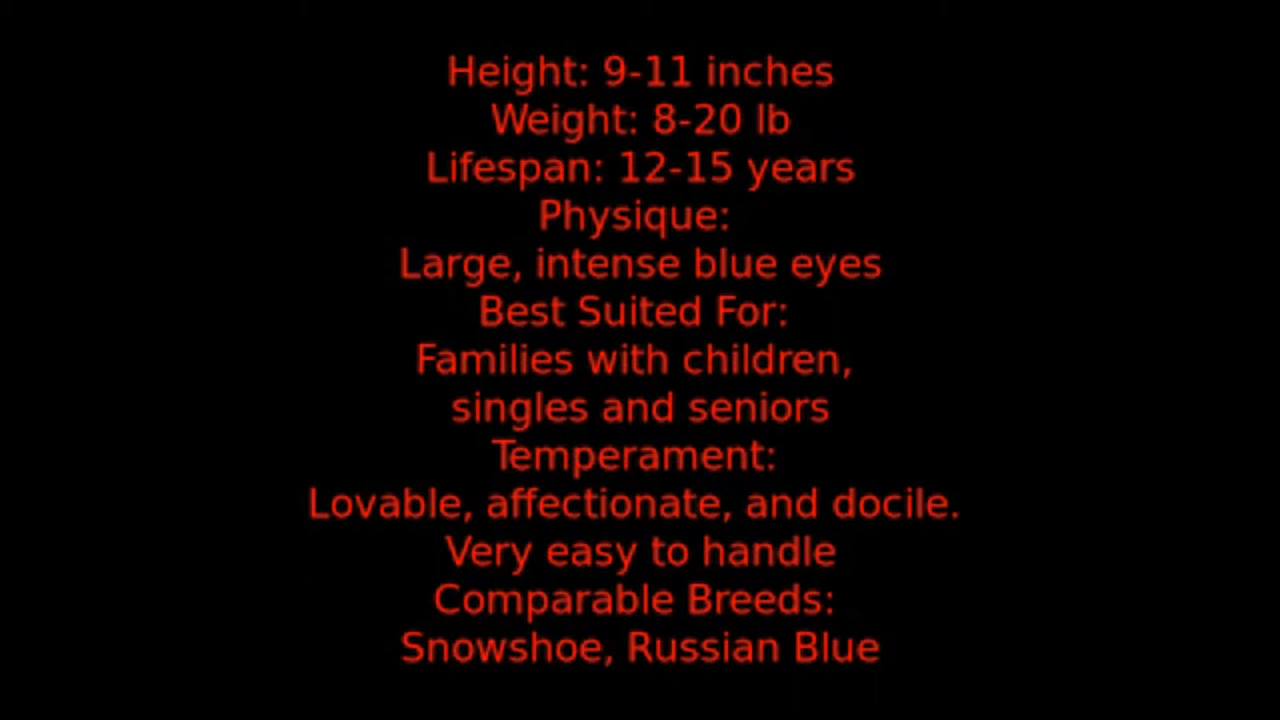 Height: 9-11 inches
Weight: 8-20 lb
Lifespan: 12-15 years
Physique:
Large, intense blue eyes
Best Suited For:
Families with children,
singles and seniors
Temperament:
Lovable, affectionate, and docile.
Very easy to handle
Comparable Breeds:
Snowshoe, Russian Blue